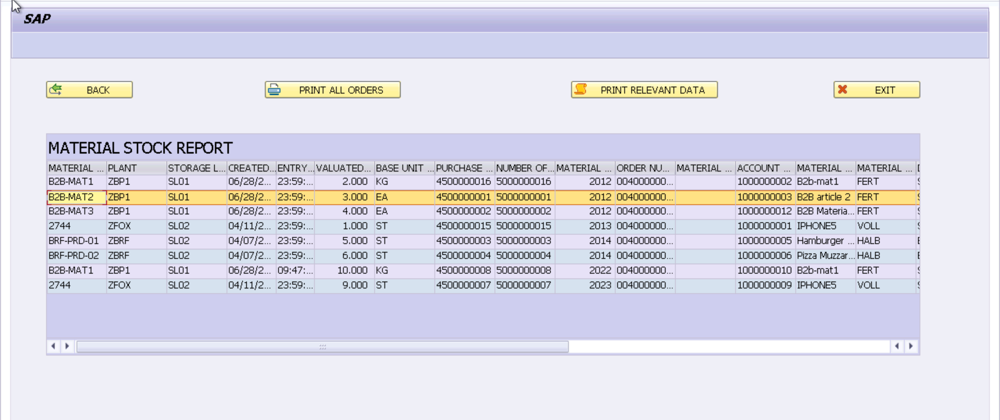 SAP
BACK PRINT ALL ORDERS PRINT RELEVANT DATA EXIT
MATERIAL STOCK REPORT
MATERIAL ... PLANT STORAGE L... CREATED... ENTRY... VALUATED... BASE UNIT ... PURCHASE ... NUMBER OF... MATERIAL ... ORDER NU... MATERIAL ... ACCOUNT ... MATERIAL ... MATERIAL ...
B2B-MAT1 ZBP1 SL01 06/28/2... 23:59:... 2.000 KG 4500000016 5000000016 2012 004000000... 1000000002 B2b-mat1 FERT
B2B-MAT2 ZBP1 SL01 06/28/2... 23:59:... 3.000 EA 4500000001 5000000001 2012 004000000... 1000000003 B2B article 2 FERT
B2B-MAT3 ZBP1 SL01 06/28/2... 23:59:... 4.000 EA 4500000002 5000000002 2012 004000000... 1000000012 B2B Materia... FERT
2744 ZFOX SL02 04/11/2... 23:59:... 1.000 ST 4500000015 5000000015 2013 004000000... 1000000001 IPHONE5 VOLL
BRF-PRD-01 ZBRF SL02 04/07/2... 23:59:... 5.000 ST 4500000003 5000000003 2014 004000000... 1000000005 Hamburger ... HALB
BRF-PRD-02 ZBRF SL02 04/07/2... 23:59:... 6.000 ST 4500000004 5000000004 2014 004000000... 1000000006 Pizza Muzzar... HALB
B2B-MAT1 ZBP1 SL01 06/28/2... 09:47:... 10.000 KG 4500000008 5000000008 2022 004000000... 1000000010 B2b-mat1 FERT
2744 ZFOX SL02 04/11/2... 23:59:... 9.000 ST 4500000007 5000000007 2023 004000000... 1000000009 IPHONE5 VOLL